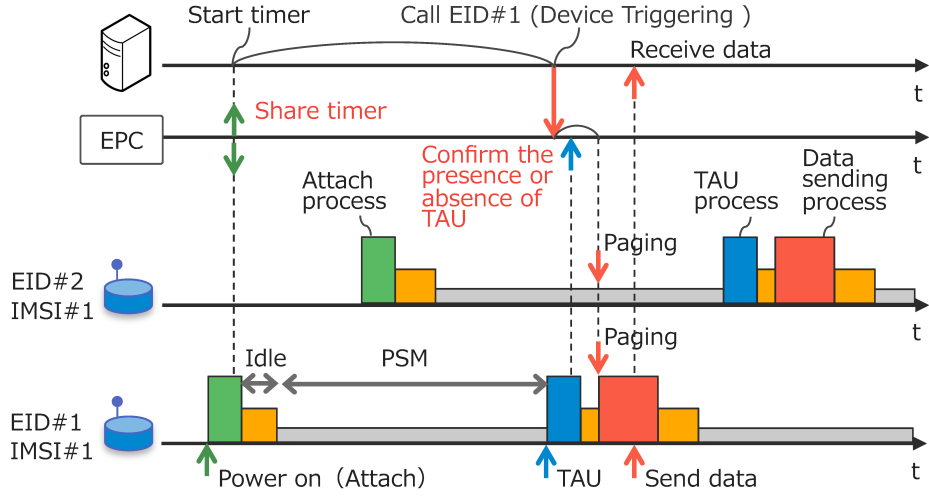 Start timer
Call EID#1 (Device Triggering )
Receive data
t
Share timer
EPC
t
Confirm the
presence or
absence of
TAU
Attach
process
TAU
process
Data
sending
process
Paging
EID#2
IMSI#1
t
Paging
Idle
PSM
EID#1
IMSI#1
t
Power on（Attach）
TAU
Send data